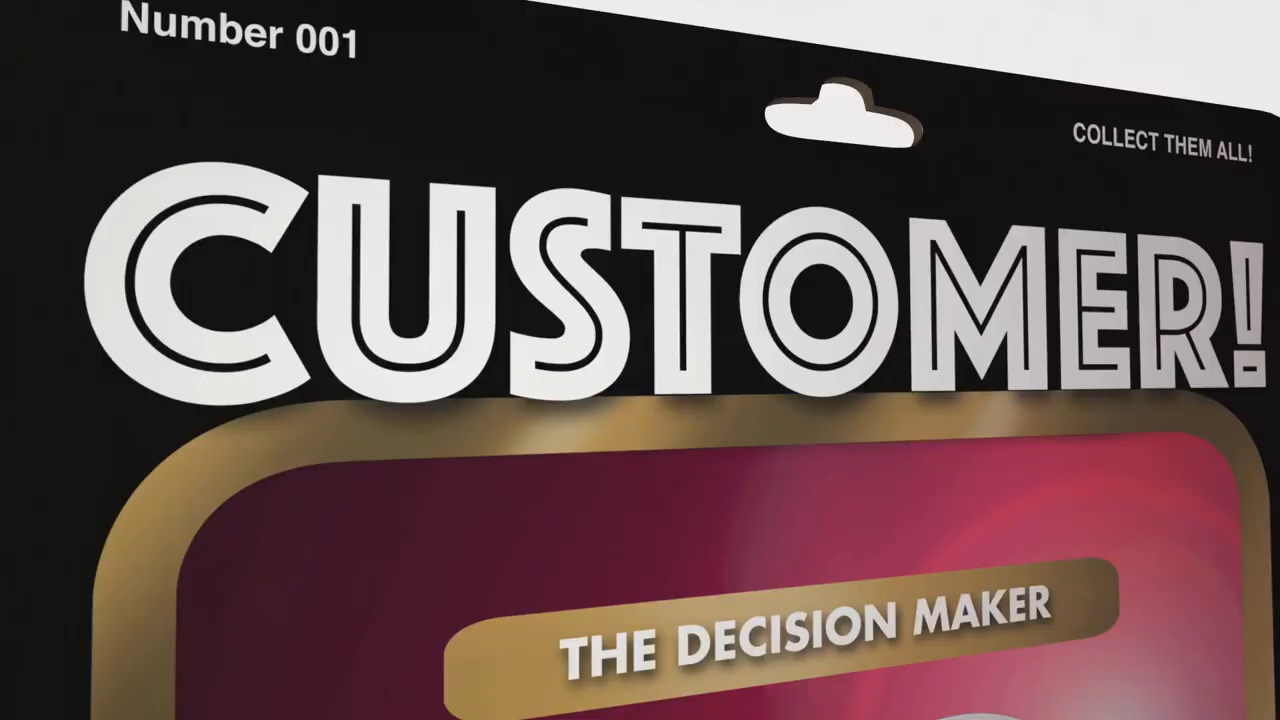 Number 001
COLLECT THEM ALL!
CUSTOMER!
THE DECISION MAKER